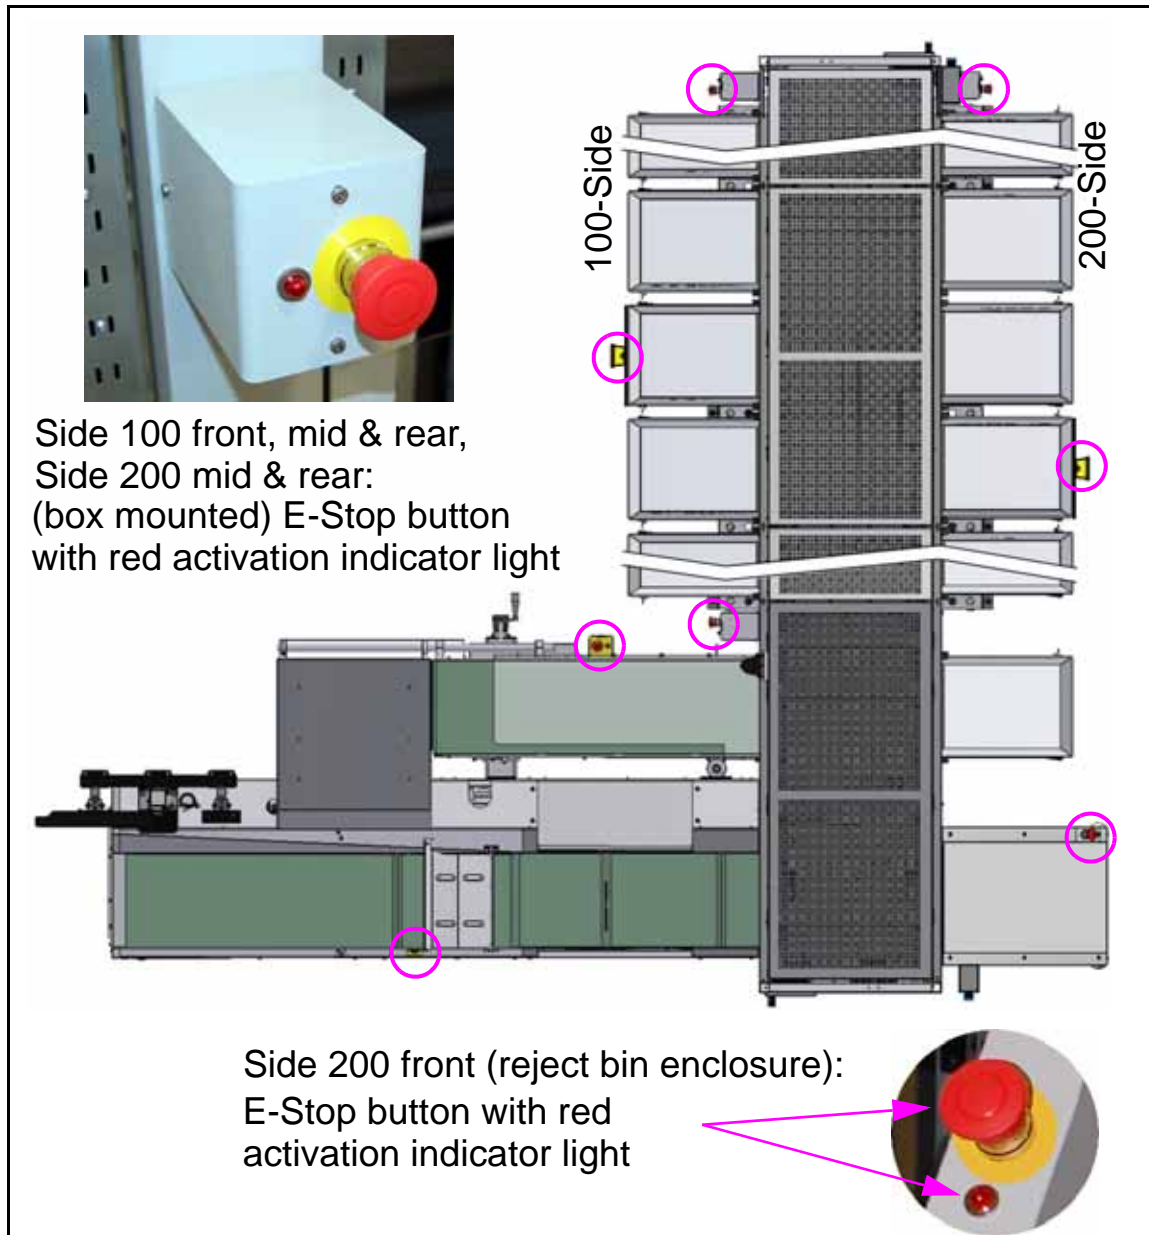 100-Side
200-Side
Side 100 front, mid & rear,
Side 200 mid & rear:
(box mounted) E-Stop button
with red activation indicator light
Side 200 front (reject bin enclosure):
E-Stop button with red
activation indicator light